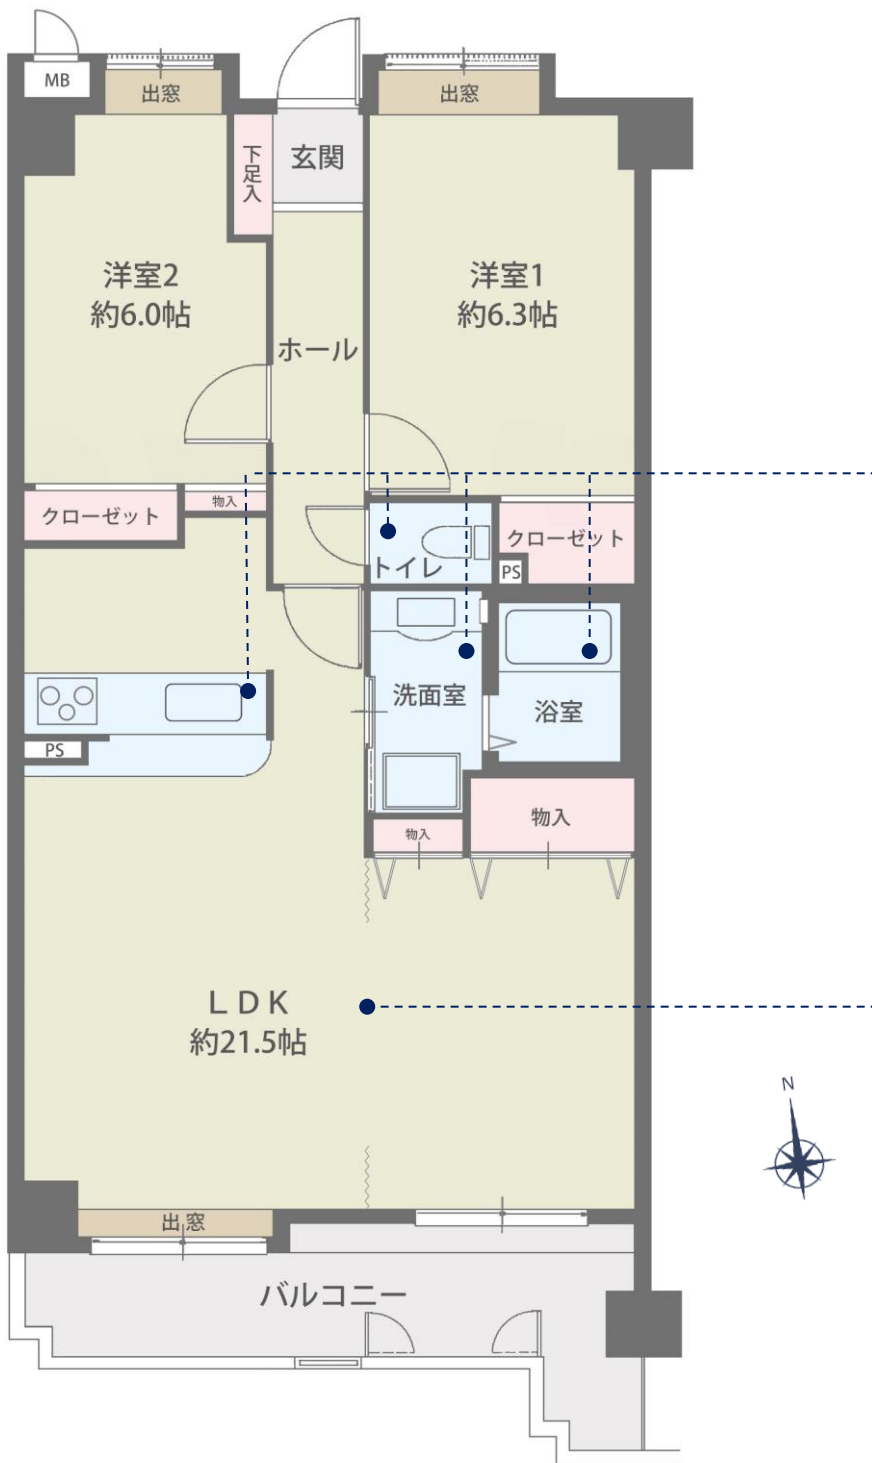 MB
出窓
出窓
下足入
玄関
洋室2
約6.0帖
洋室1
約6.3帖
ホール
クローゼット
物入
トイレ
クローゼット
PS
洗面室
浴室
PS
物入
物入
LDK
約21.5帖
N
出窓
バルコニー